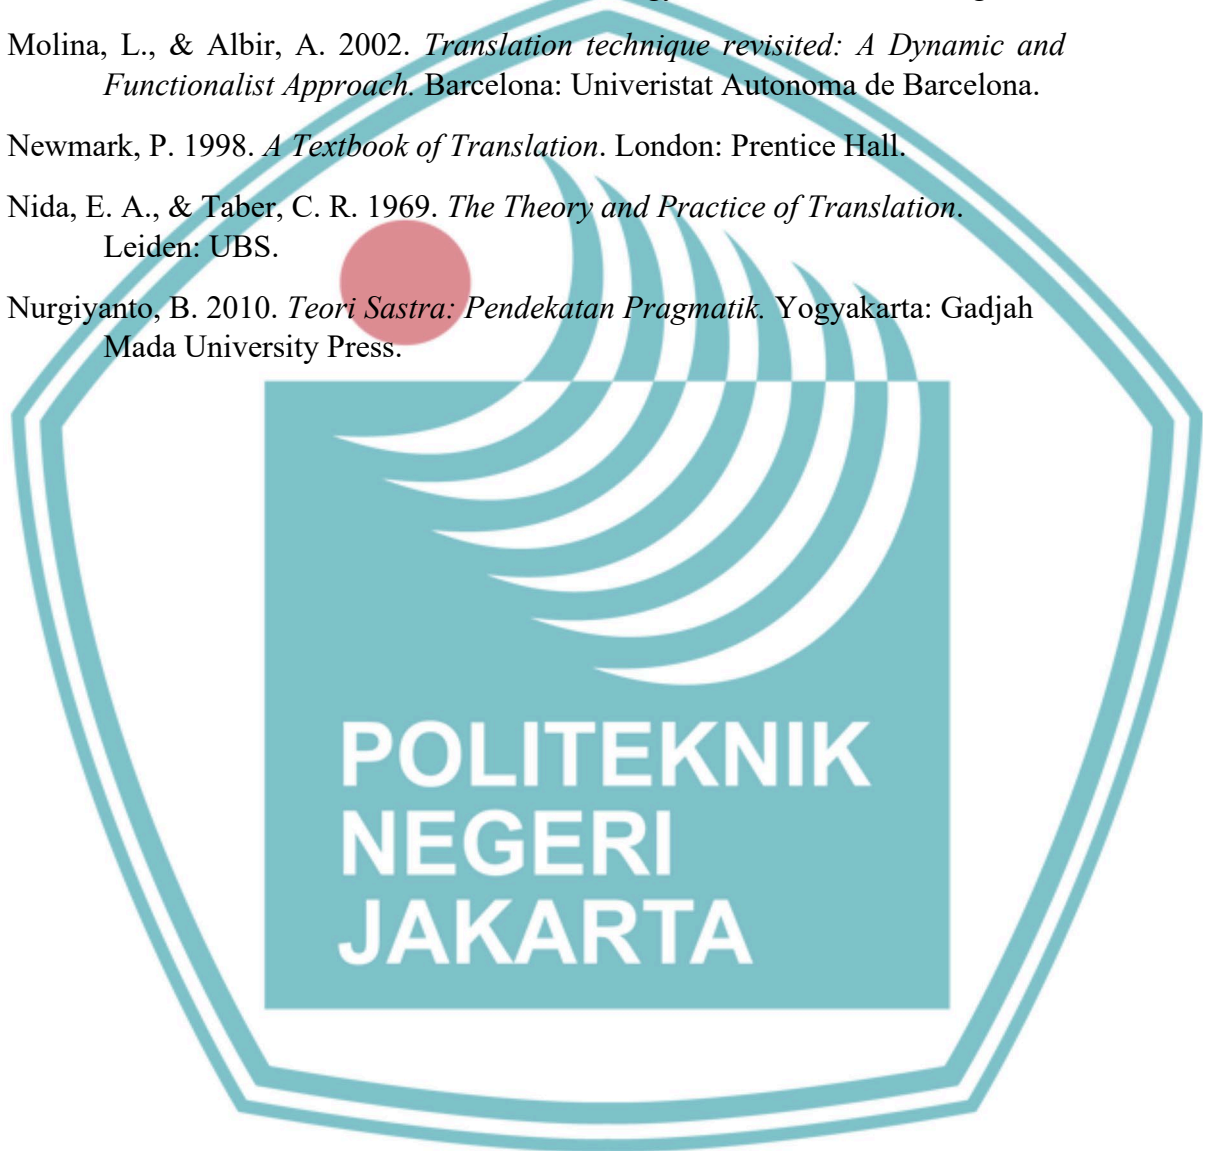 Molina, L., & Albir, A. 2002. Translation technique revisited: A Dynamic and
Functionalist Approach. Barcelona: Univeristat Autonoma de Barcelona.
Newmark, P. 1998. A Textbook of Translation. London: Prentice Hall.
Nida, E. A., & Taber, C. R. 1969. The Theory and Practice of Translation.
Leiden: UBS.
Nurgiyanto, B. 2010. Teori Sastra: Pendekatan Pragmatik. Yogyakarta: Gadjah
Mada University Press.
POLITEKNIK
NEGERI
JAKARTA